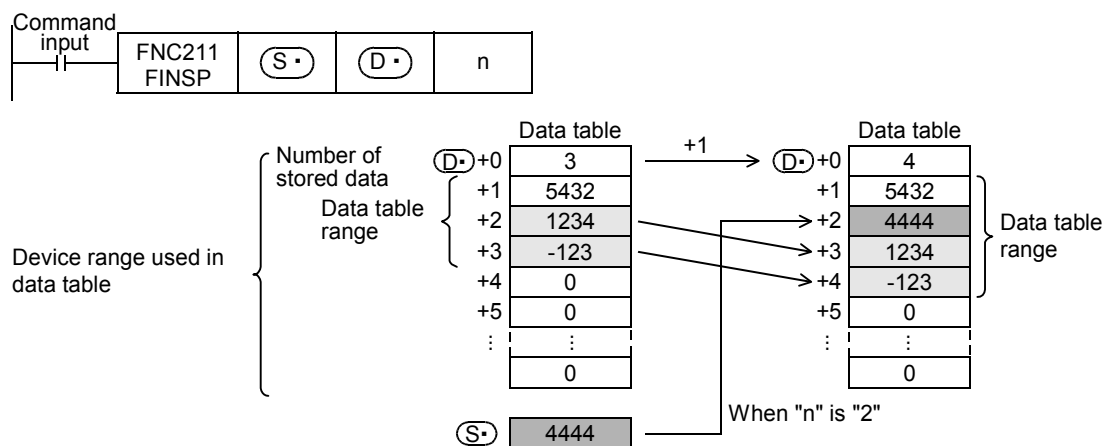 Command
input
FNC211
FINSP
S・
D・
n
Data table
Data table
Number of
stored data
D・ +0
3
+1
D・ +0
4
+1
5432
+1
5432
Data table
range
+2
1234
+2
4444
Data table
range
+3
-123
+3
1234
Device range used in
data table
+4
0
+4
-123
+5
0
+5
0
⋮
⋮
⋮
⋮
0
0
When "n" is "2"
S・
4444